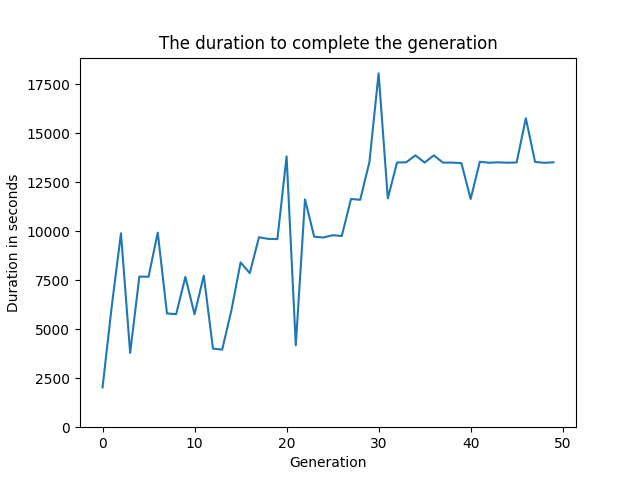 The duration to complete the generation
17500
15000
12500
10000
7500
5000
2500
0
Duration in seconds
0 10 20 30 40 50
Generation